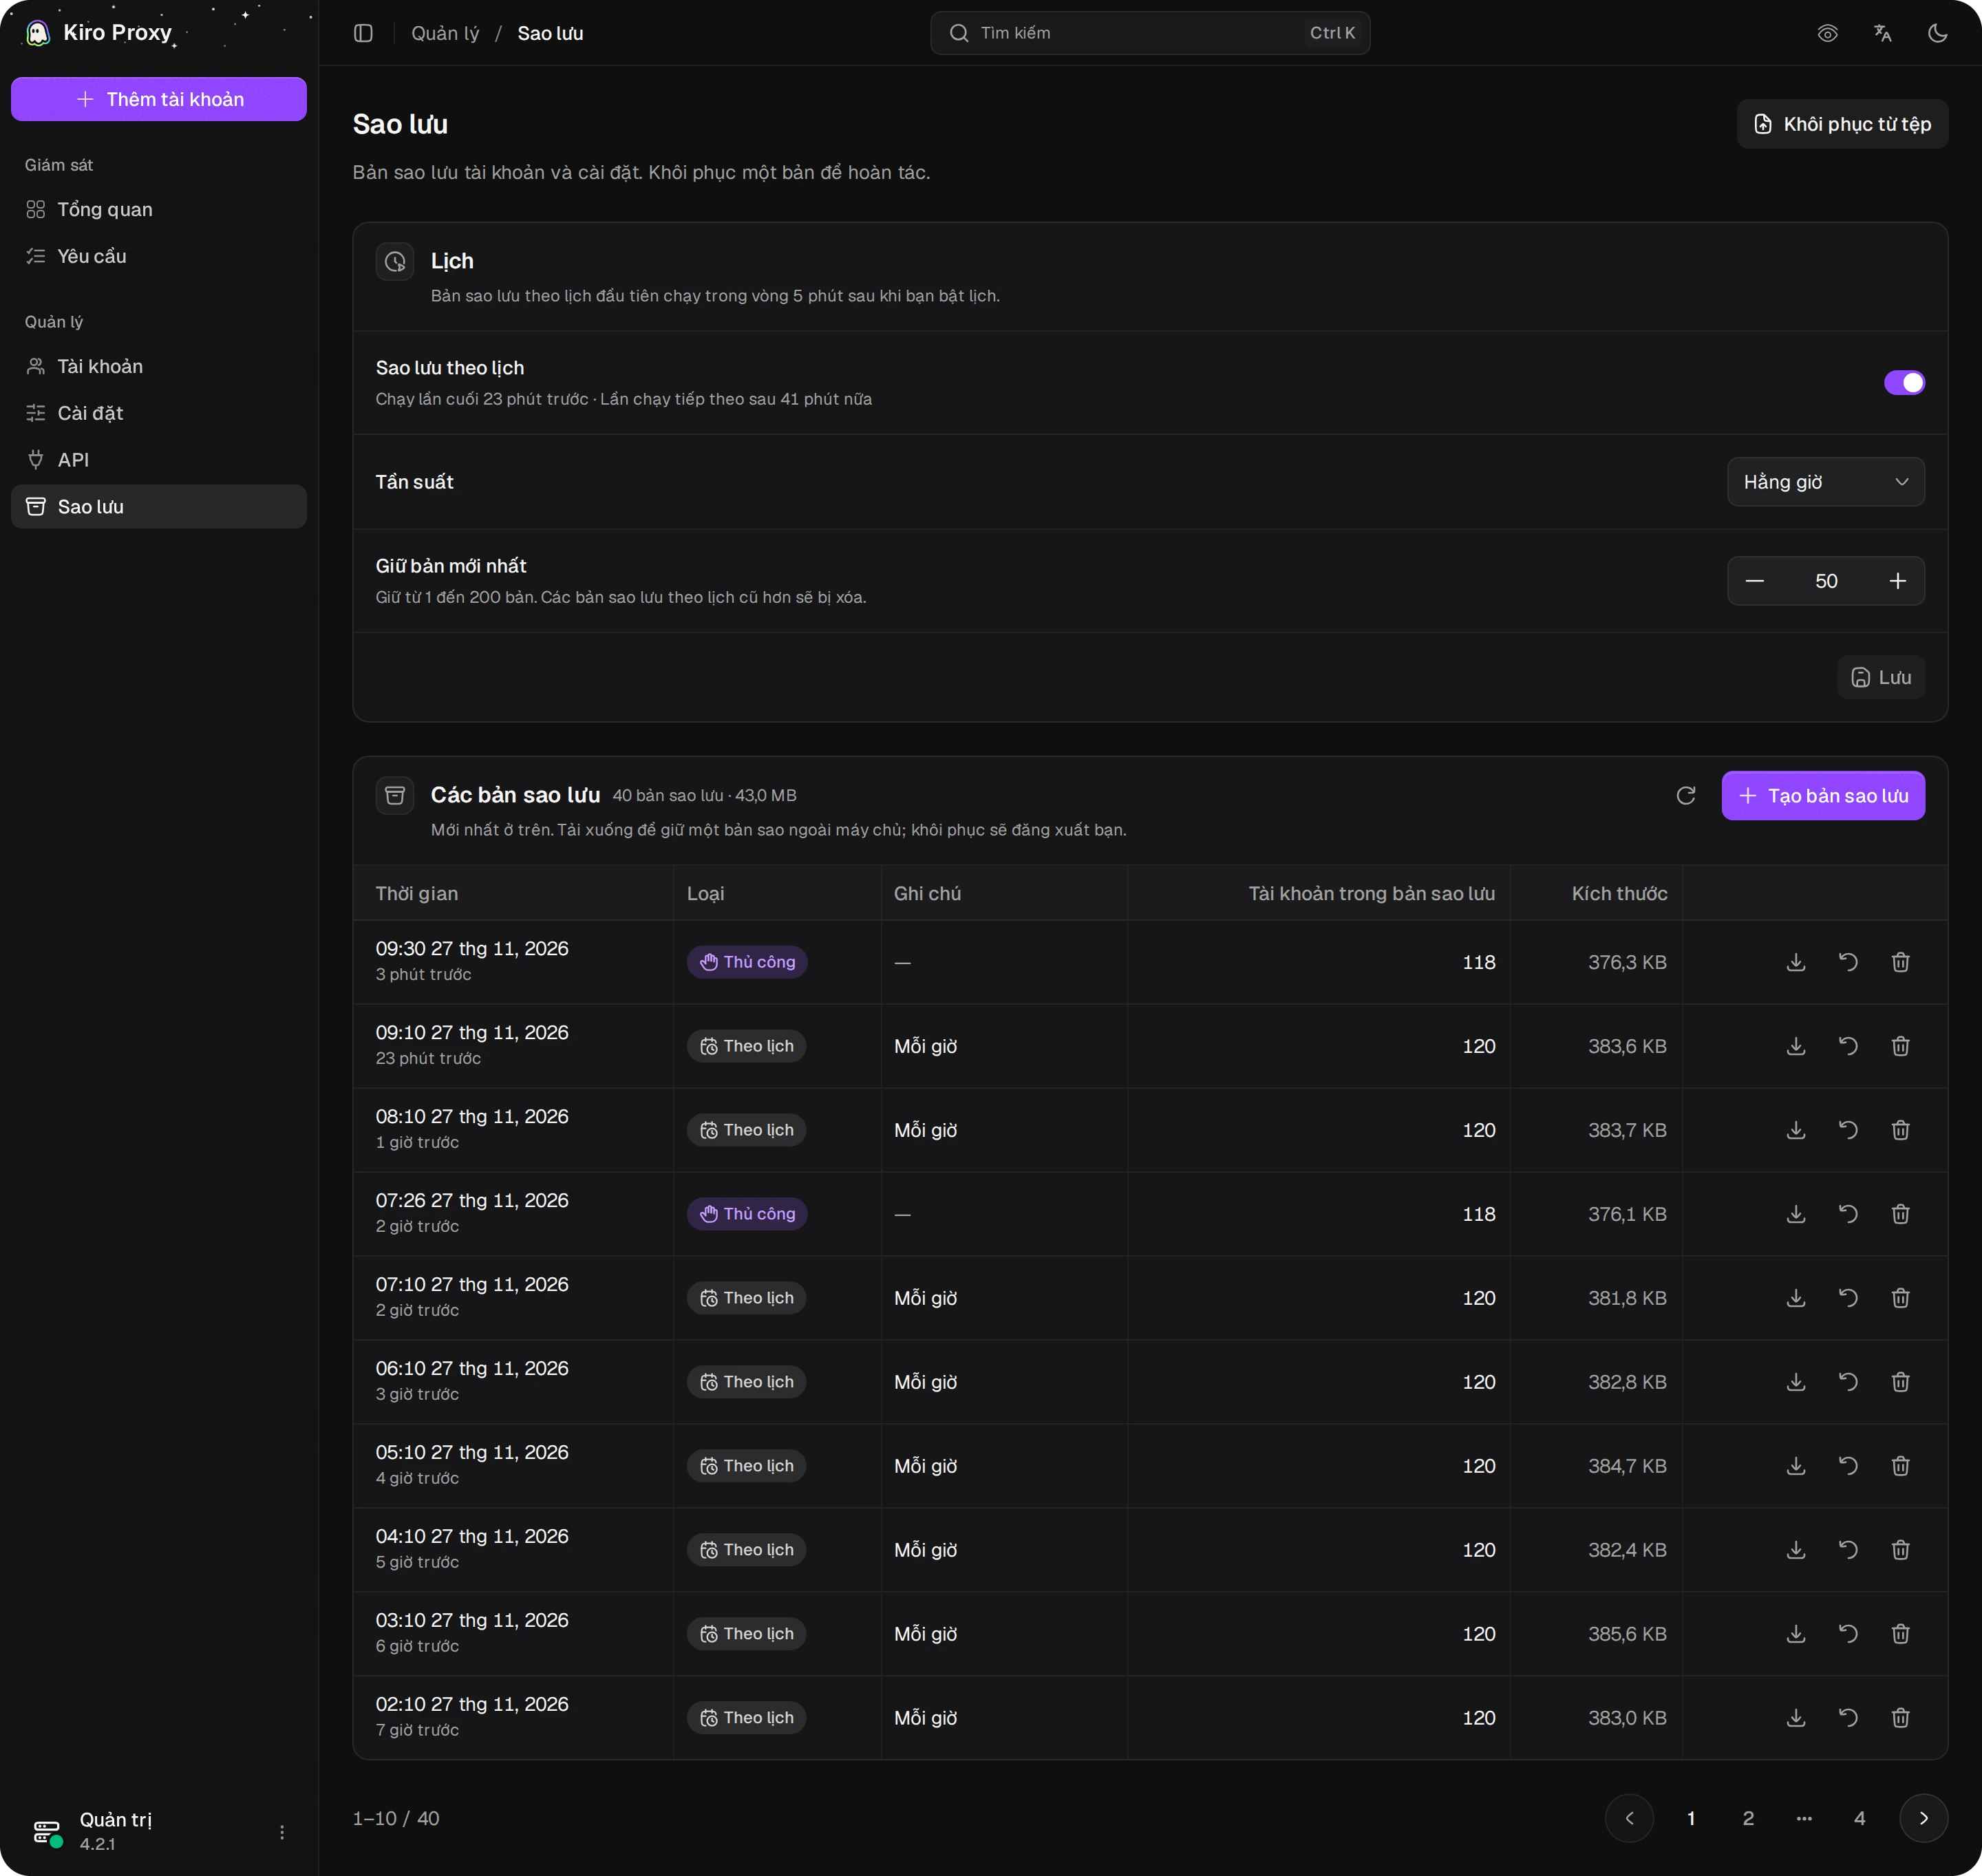 Kiro Proxy
Thêm tài khoản
Giám sát
Tổng quan
Yêu cầu
Quản lý
Tài khoản
Cài đặt
API
Sao lưu
Quản trị
4.2.1
Quản lý / Sao lưu
Tìm kiếm Ctrl K
Sao lưu
Khôi phục từ tệp
Bản sao lưu tài khoản và cài đặt. Khôi phục một bản để hoàn tác.
Lịch
Bản sao lưu theo lịch đầu tiên chạy trong vòng 5 phút sau khi bạn bật lịch.
Sao lưu theo lịch
Chạy lần cuối 23 phút trước · Lần chạy tiếp theo sau 41 phút nữa
Tần suất
Hằng giờ
Giữ bản mới nhất
Giữ từ 1 đến 200 bản. Các bản sao lưu theo lịch cũ hơn sẽ bị xóa.
50
Lưu
Các bản sao lưu 40 bản sao lưu · 43,0 MB
Tạo bản sao lưu
Mới nhất ở trên. Tải xuống để giữ một bản sao ngoài máy chủ; khôi phục sẽ đăng xuất bạn.
Thời gian Loại Ghi chú Tài khoản trong bản sao lưu Kích thước
09:30 27 thg 11, 2026
3 phút trước
Thủ công — 118 376,3 KB
09:10 27 thg 11, 2026
23 phút trước
Theo lịch Mỗi giờ 120 383,6 KB
08:10 27 thg 11, 2026
1 giờ trước
Theo lịch Mỗi giờ 120 383,7 KB
07:26 27 thg 11, 2026
2 giờ trước
Thủ công — 118 376,1 KB
07:10 27 thg 11, 2026
2 giờ trước
Theo lịch Mỗi giờ 120 381,8 KB
06:10 27 thg 11, 2026
3 giờ trước
Theo lịch Mỗi giờ 120 382,8 KB
05:10 27 thg 11, 2026
4 giờ trước
Theo lịch Mỗi giờ 120 384,7 KB
04:10 27 thg 11, 2026
5 giờ trước
Theo lịch Mỗi giờ 120 382,4 KB
03:10 27 thg 11, 2026
6 giờ trước
Theo lịch Mỗi giờ 120 385,6 KB
02:10 27 thg 11, 2026
7 giờ trước
Theo lịch Mỗi giờ 120 383,0 KB
1–10 / 40
1 2 ··· 4